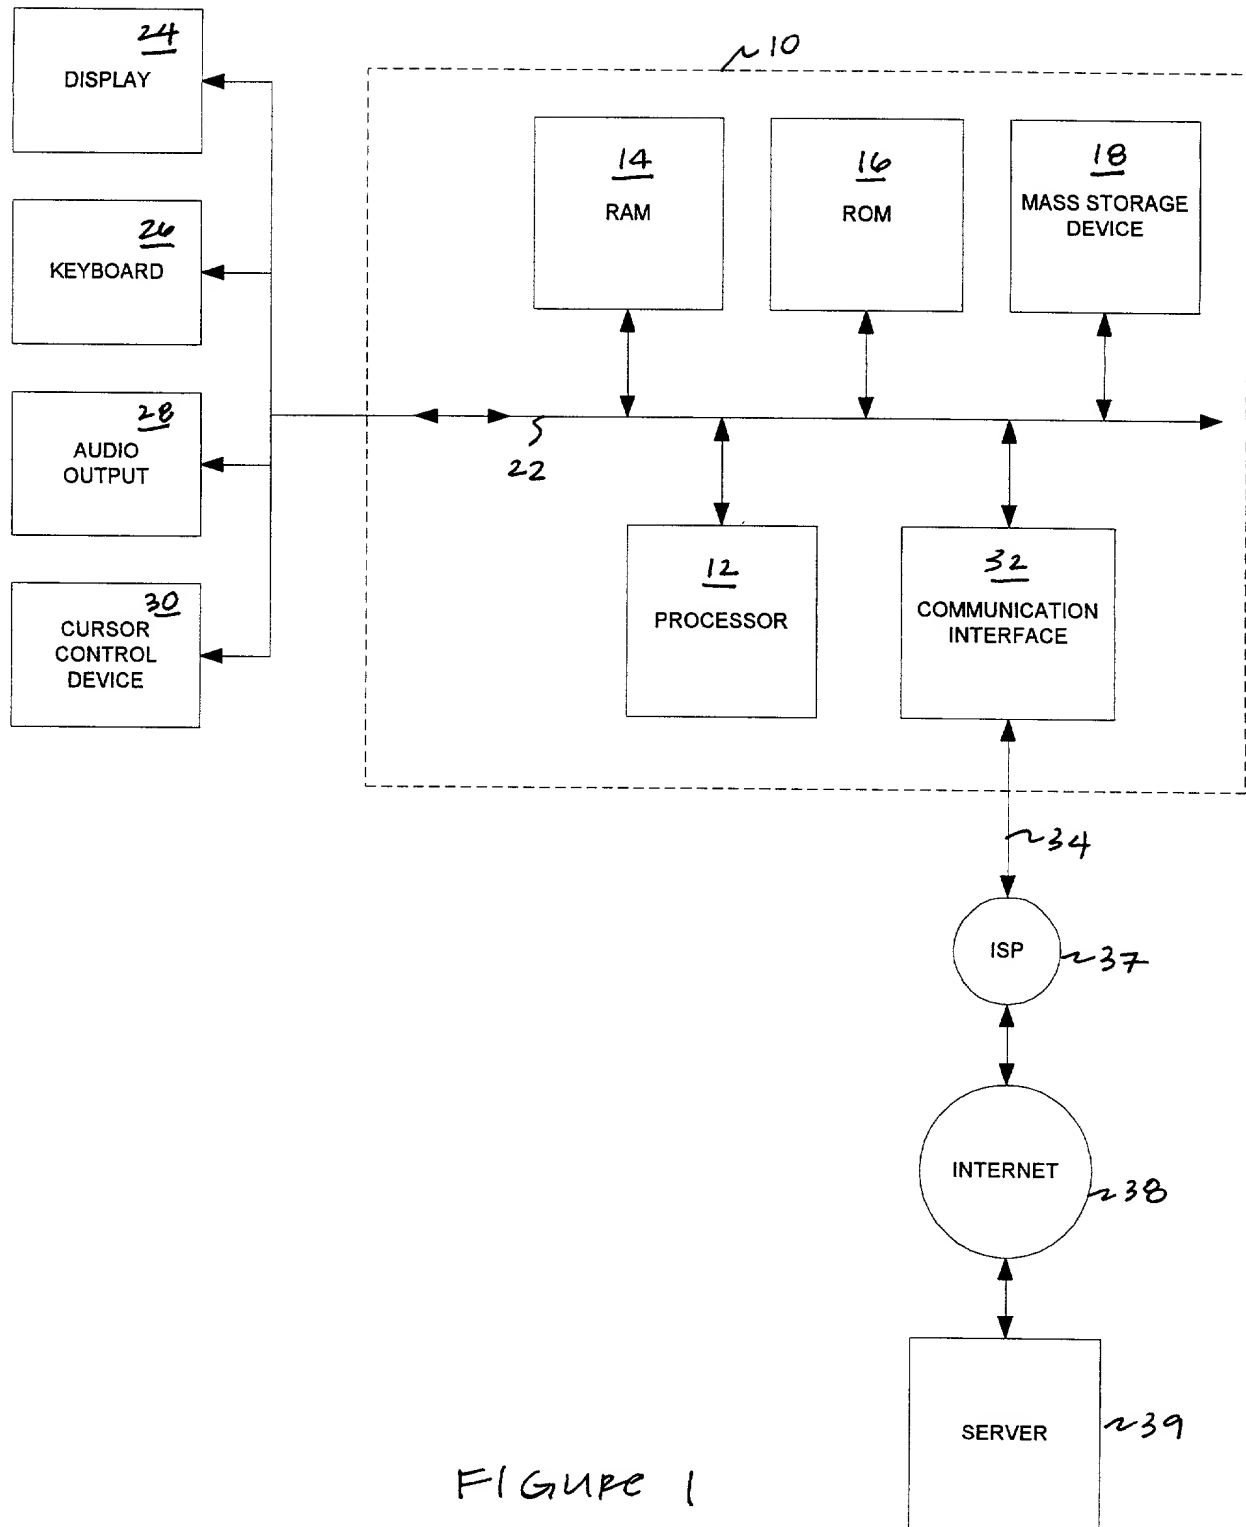 24
DISPLAY
26
KEYBOARD
28
AUDIO
OUTPUT
30
CURSOR
CONTROL
DEVICE
10
14
RAM
16
ROM
18
MASS STORAGE
DEVICE
22
12
PROCESSOR
32
COMMUNICATION
INTERFACE
34
ISP
37
INTERNET
38
SERVER
39
FIGURE 1